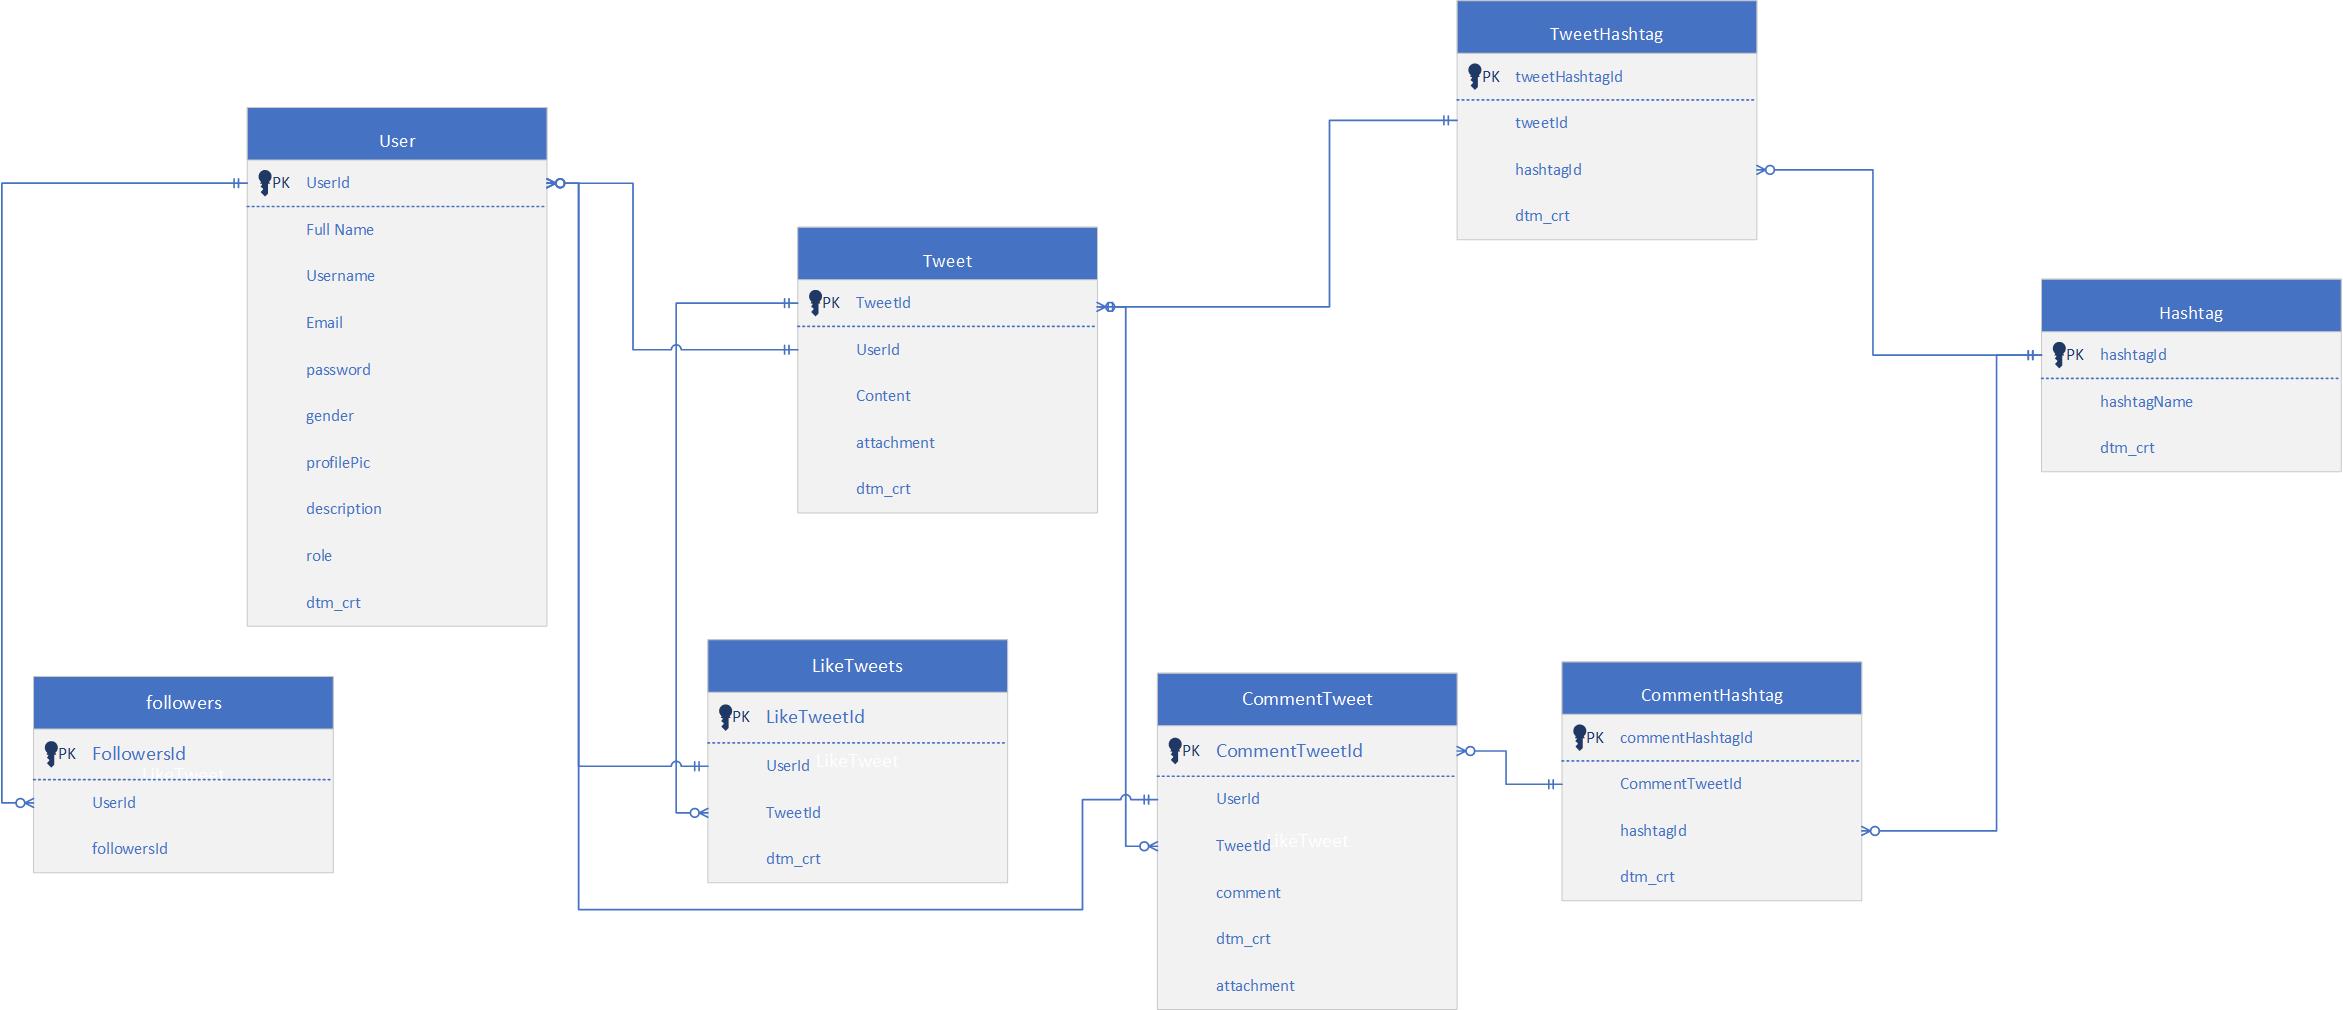 TweetHashtag
PK tweetHashtagId
tweetId
hashtagId
dtm_crt
User
PK UserId
Full Name
Username
Email
password
gender
profilePic
description
role
dtm_crt
Tweet
PK TweetId
UserId
Content
attachment
dtm_crt
Hashtag
PK hashtagId
hashtagName
dtm_crt
followers
PK FollowersId
LikeTweet
UserId
followersId
LikeTweets
PK LikeTweetId
UserId LikeTweet
TweetId
dtm_crt
CommentTweet
PK CommentTweetId
UserId
TweetId LikeTweet
comment
dtm_crt
attachment
CommentHashtag
PK commentHashtagId
CommentTweetId
hashtagId
dtm_crt